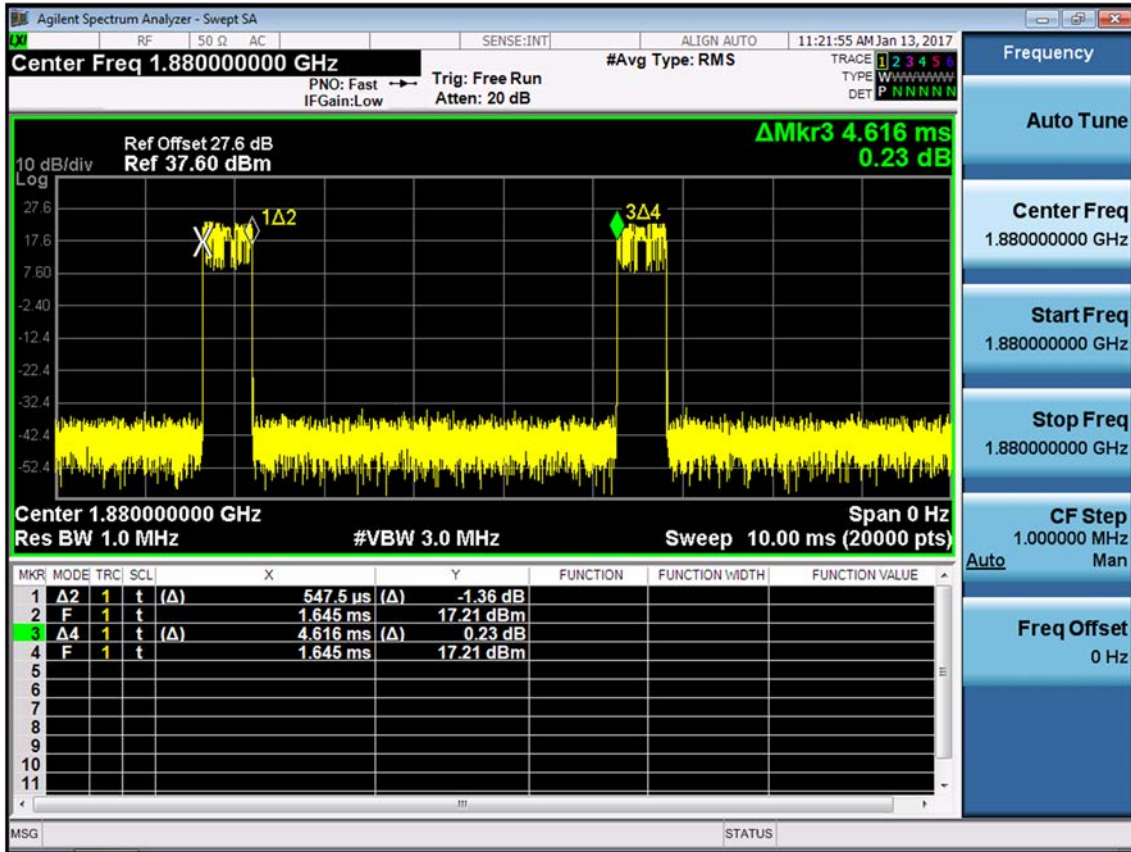 Agilent Spectrum Analyzer - Swept SA
LXI RF 50 Ω AC SENSE:INT ALIGN AUTO 11:21:55 AM Jan 13, 2017
Center Freq 1.880000000 GHz
PNO: Fast
IFGain:Low
Trig: Free Run
Atten: 20 dB
#Avg Type: RMS
TRACE 1 2 3 4 5 6
TYPE W
DET P N N N N N
ΔMkr3 4.616 ms
0.23 dB
Ref Offset 27.6 dB
10 dB/div Ref 37.60 dBm
Log
27.6
17.6
7.60
-2.40
-12.4
-22.4
-32.4
-42.4
-52.4
1Δ2
3Δ4
Center 1.880000000 GHz Span 0 Hz
Res BW 1.0 MHz #VBW 3.0 MHz Sweep 10.00 ms (20000 pts)
MKR MODE TRC SCL X Y FUNCTION FUNCTION WIDTH FUNCTION VALUE
1 Δ2 1 t (Δ) 547.5 µs (Δ) -1.36 dB
2 F 1 t 1.645 ms 17.21 dBm
3 Δ4 1 t (Δ) 4.616 ms (Δ) 0.23 dB
4 F 1 t 1.645 ms 17.21 dBm
5
6
7
8
9
10
11
MSG STATUS
Frequency
Auto Tune
Center Freq
1.880000000 GHz
Start Freq
1.880000000 GHz
Stop Freq
1.880000000 GHz
CF Step
1.000000 MHz
Auto Man
Freq Offset
0 Hz